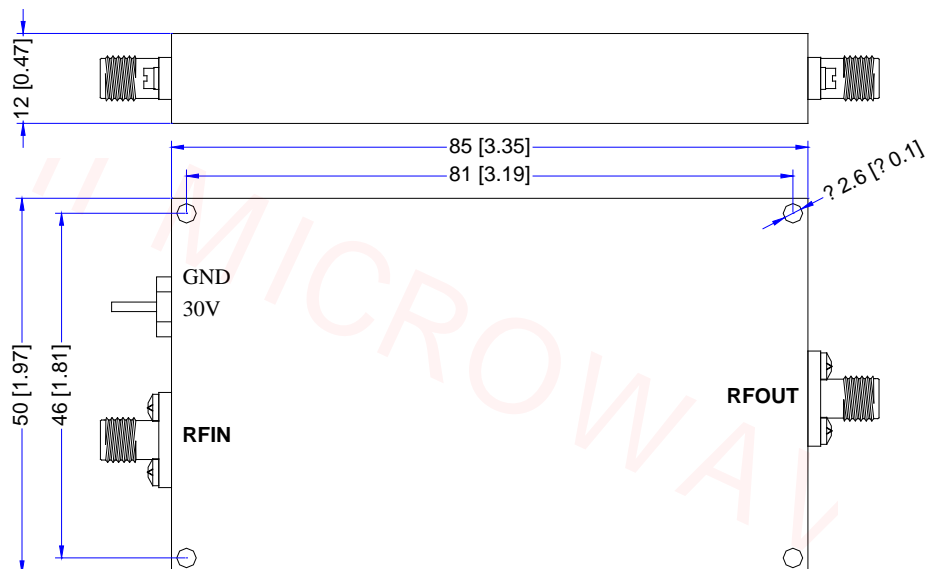 12 [0.47]
85 [3.35]
81 [3.19]
? 2.6 [? 0.1]
50 [1.97]
46 [1.81]
GND
30V
RFIN
RFOUT
MICROWAV